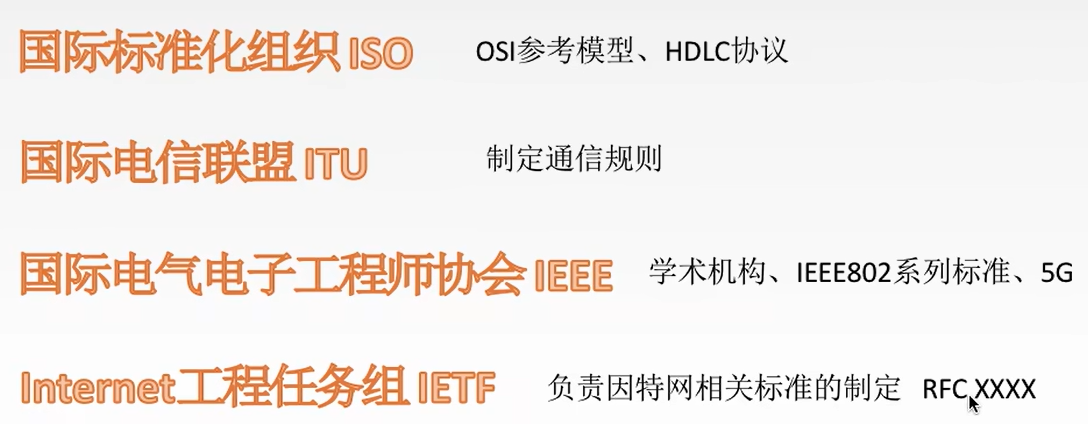 国际标准化组织 ISO OSI参考模型、HDLC协议
国际电信联盟 ITU 制定通信规则
国际电气电子工程师协会 IEEE 学术机构、IEEE802系列标准、5G
Internet工程任务组 IETF 负责因特网相关标准的制定 RFC XXXX